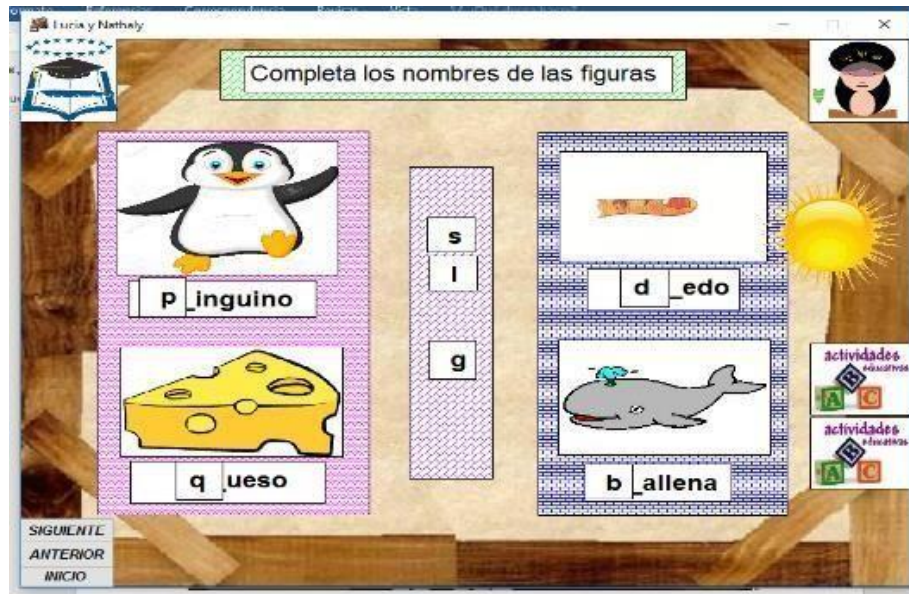 Lucia y Nathaly
Completa los nombres de las figuras
p _inguino
s
l
g
d _edo
q _ueso
b _allena
actividades
educativas
A B C
actividades
educativas
A B C
SIGUIENTE
ANTERIOR
INICIO